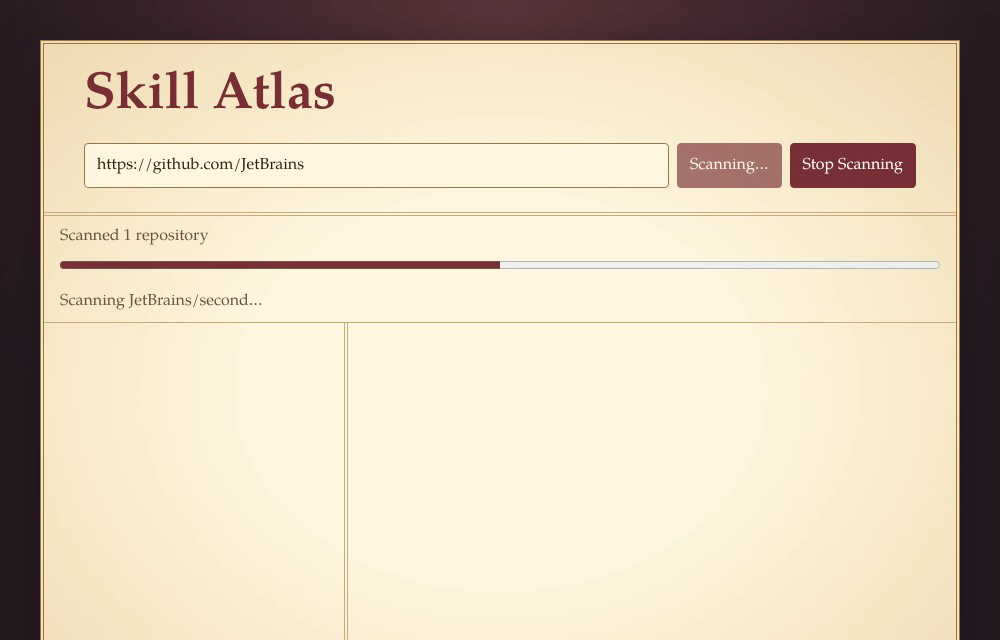 Skill Atlas
https://github.com/JetBrains
Scanning...
Stop Scanning
Scanned 1 repository
Scanning JetBrains/second...